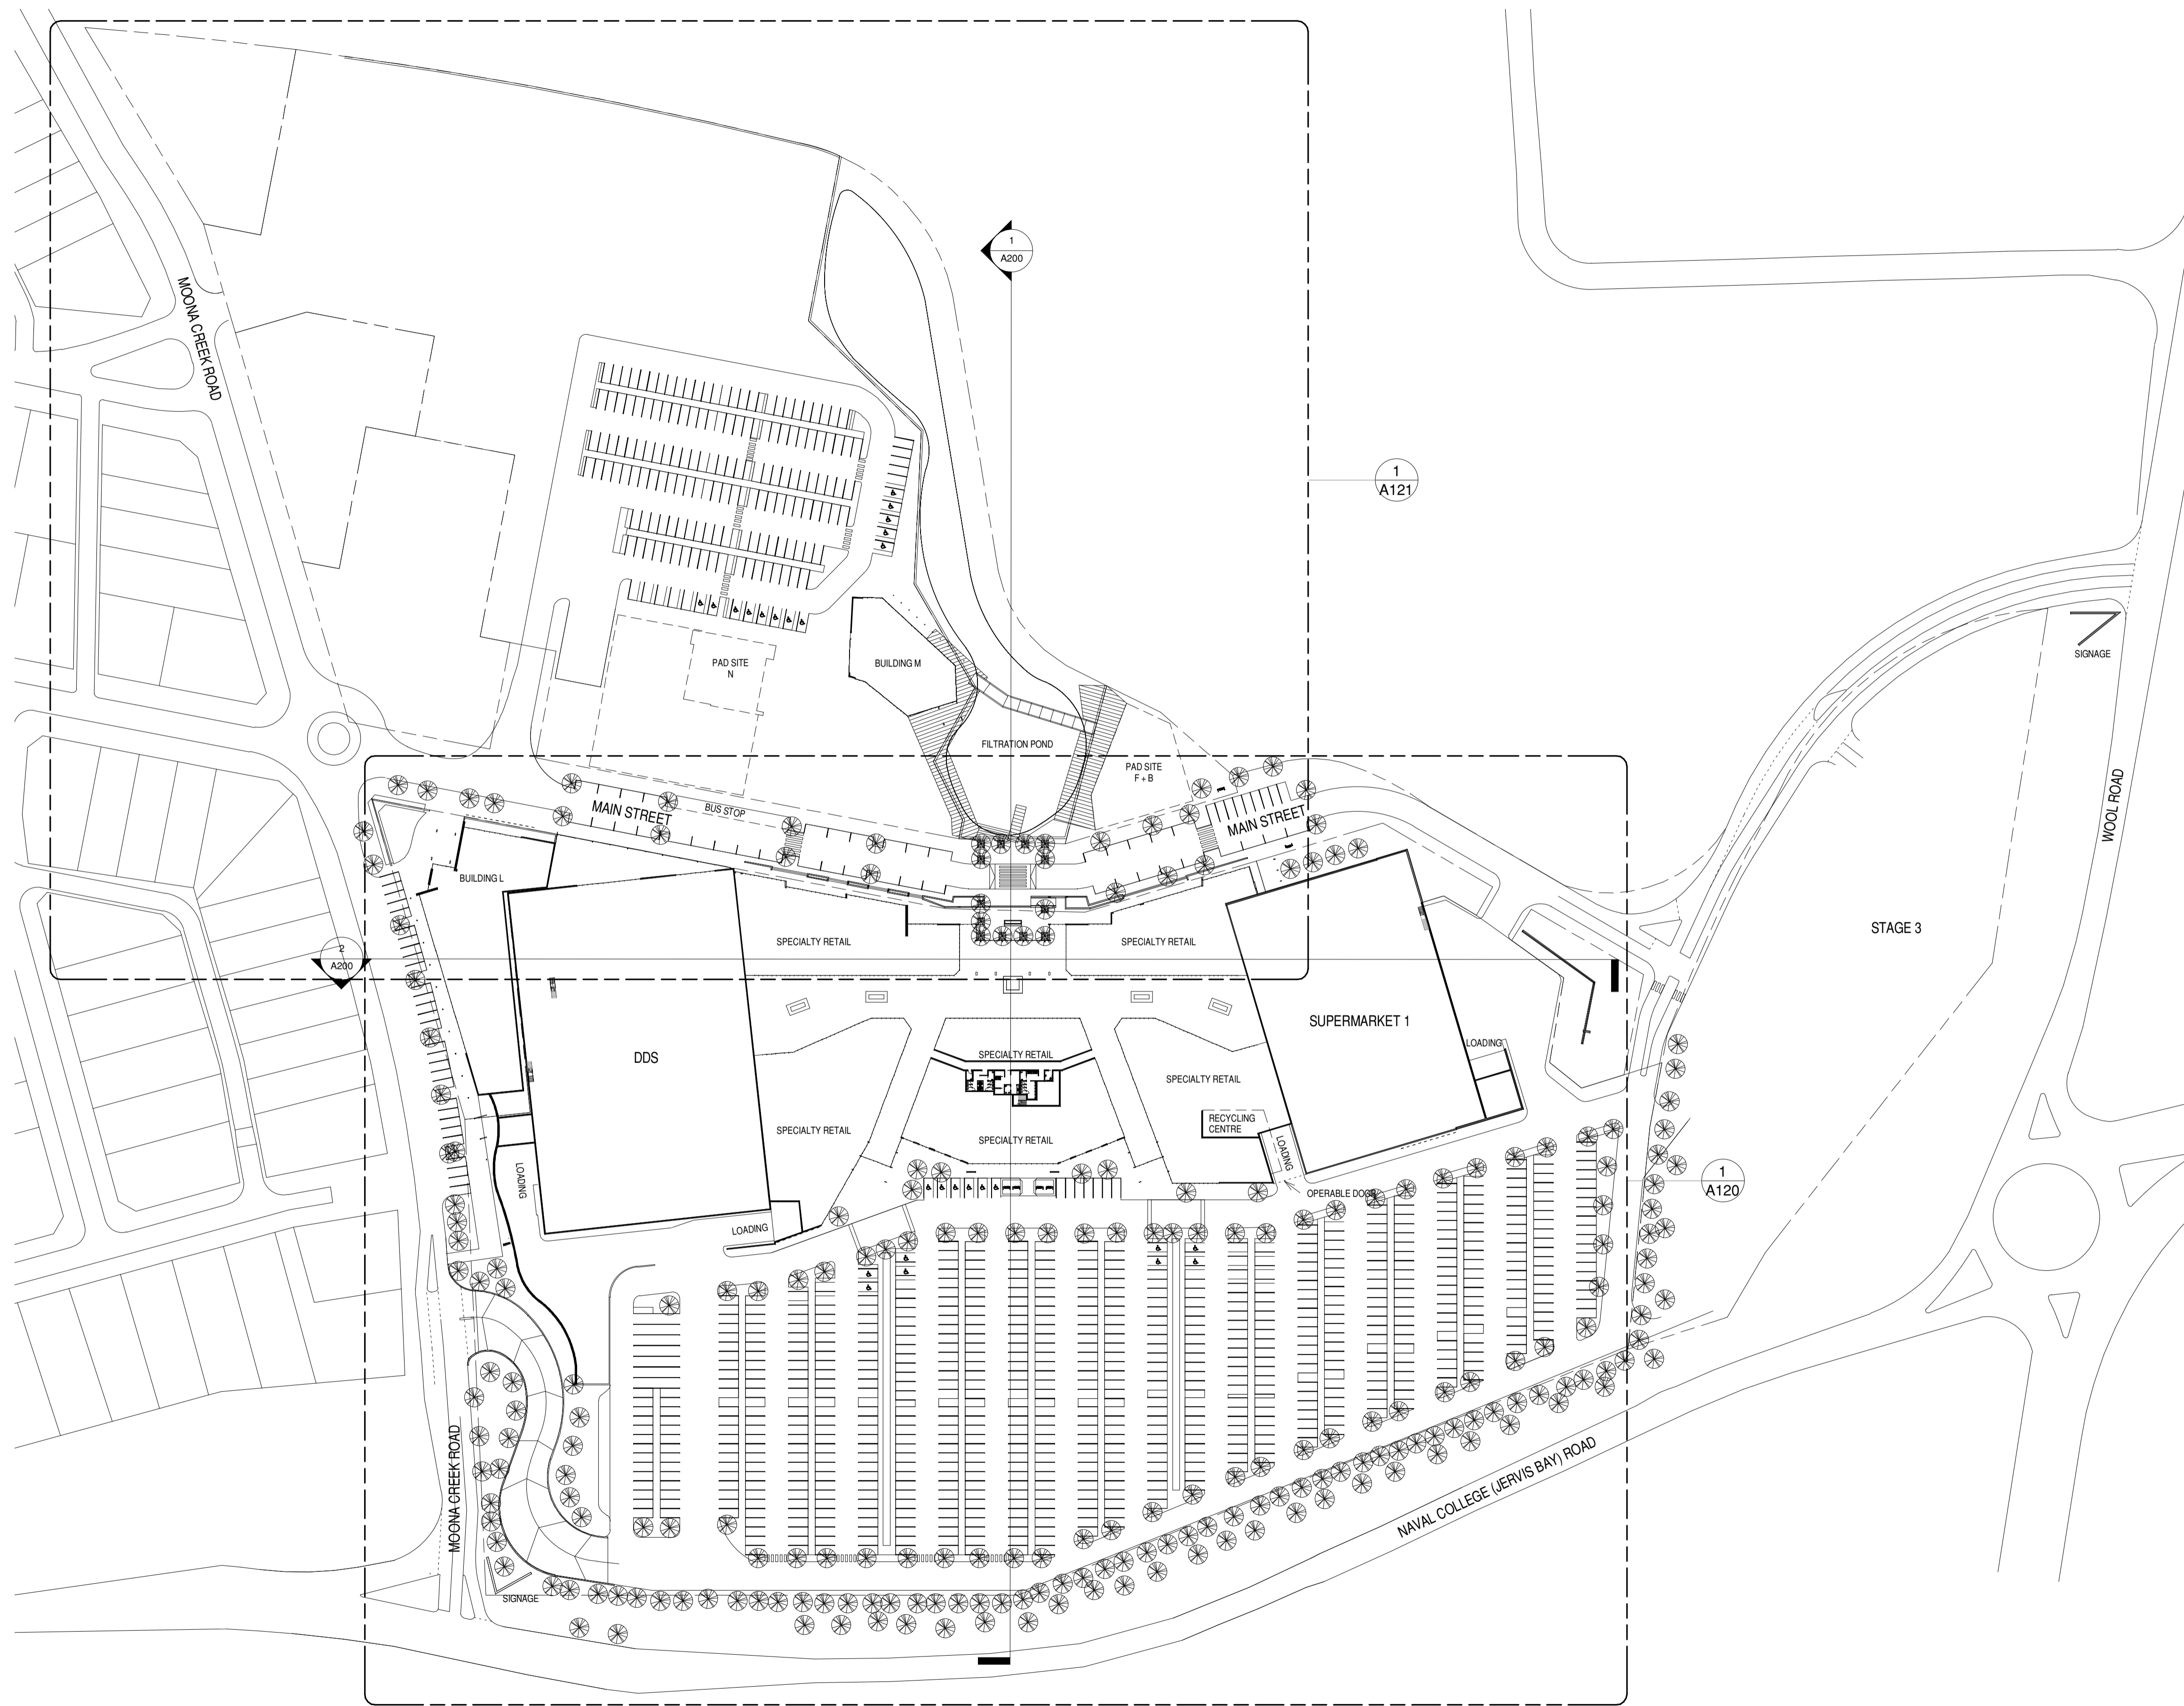 1
A200
MOONA CREEK ROAD
1
A121
SIGNAGE
PAD SITE
N
BUILDING M
FILTRATION POND
PAD SITE
F + B
WOOL ROAD
MAIN STREET
BUS STOP
MAIN STREET
BUILDING L
STAGE 3
2
A200
SPECIALTY RETAIL
SPECIALTY RETAIL
SUPERMARKET 1
LOADING
DDS
SPECIALTY RETAIL
SPECIALTY RETAIL
RECYCLING
CENTRE
SPECIALTY RETAIL
SPECIALTY RETAIL
LOADING
LOADING
1
A120
OPERABLE DOOR
LOADING
MOONA CREEK ROAD
NAVAL COLLEGE (JERVIS BAY) ROAD
SIGNAGE